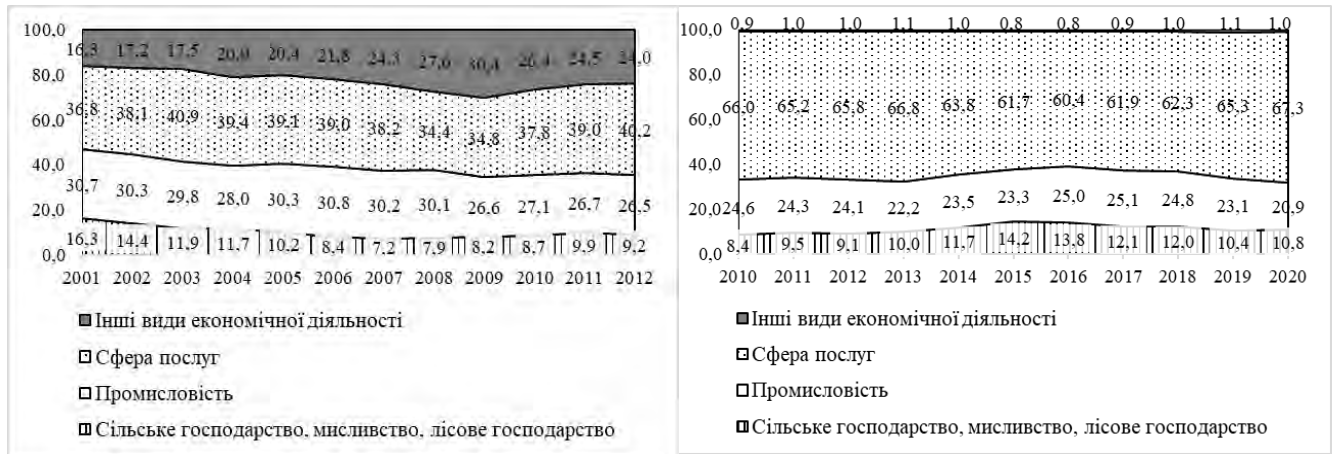 100,0
80,0
60,0
40,0
20,0
0,0
16,3 17,2 17,5 20,9 20,4 21,8 24,3 27,6 30,4 26,4 24,5 24,0
36,8 38,1 40,9 39,4 39,1 39,0 38,2 34,4 34,8 37,8 39,0 40,2
30,7 30,3 29,8 28,0 30,3 30,8 30,2 30,1 26,6 27,1 26,7 26,5
16,3 14,4 11,9 11,7 10,2 8,4 7,2 7,9 8,2 8,7 9,9 9,2
2001 2002 2003 2004 2005 2006 2007 2008 2009 2010 2011 2012
Інші види економічної діяльності
Сфера послуг
Промисловість
Сільське господарство, мисливство, лісове господарство
100,0
80,0
60,0
40,0
20,0
0,0
0,9 1,0 1,0 1,1 1,0 0,8 0,8 0,9 1,0 1,1 1,0
66,0 65,2 65,8 66,8 63,8 61,7 60,4 61,9 62,3 65,3 67,3
24,6 24,3 24,1 22,2 23,5 23,3 25,0 25,1 24,8 23,1 20,9
8,4 9,5 9,1 10,0 11,7 14,2 13,8 12,1 12,0 10,4 10,8
2010 2011 2012 2013 2014 2015 2016 2017 2018 2019 2020
Інші види економічної діяльності
Сфера послуг
Промисловість
Сільське господарство, мисливство, лісове господарство